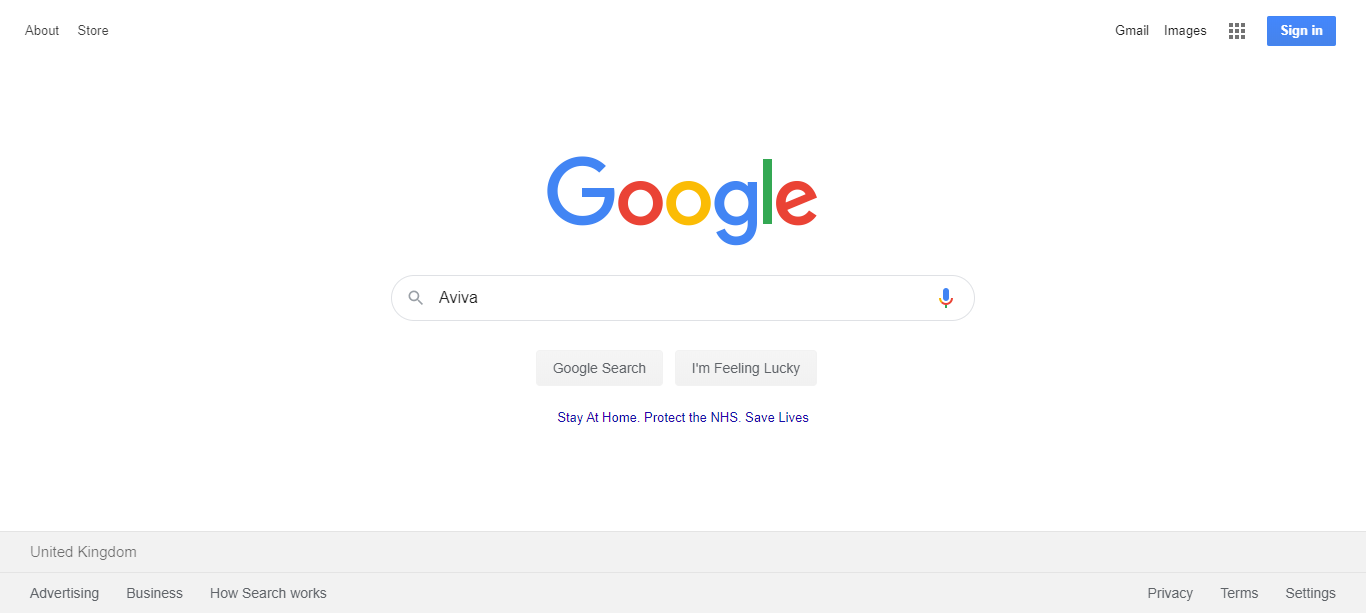 About Store
Gmail Images Sign in
Google
Aviva
Google Search I'm Feeling Lucky
Stay At Home. Protect the NHS. Save Lives
United Kingdom
Advertising Business How Search works
Privacy Terms Settings